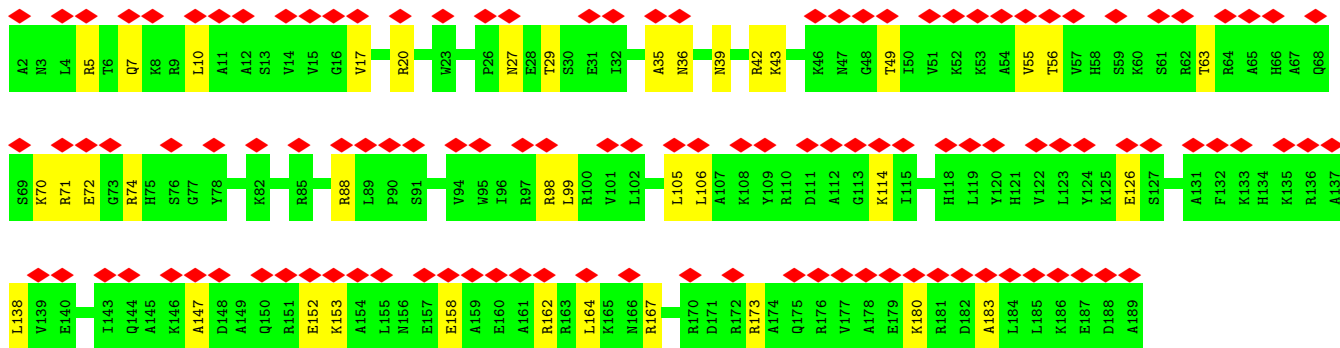 A2 N3 L4 R5 T6 Q7 K8 R9 L10 A11 A12 S13 V14 V15 G16 V17 R20 W23 P26 N27 E28 T29 S30 E31 I32 A35 N36 N39 R42 K43 K46 N47 G48 T49 I50 V51 K52 K53 A54 V55 T56 V57 H58 S59 K60 S61 R62 T63 R64 A65 H66 A67 Q68
S69 K70 R71 E72 G73 R74 H75 S76 G77 Y78 K82 R85 R88 L89 P90 S91 V94 W95 I96 R97 R98 L99 R100 V101 L102 L105 L106 A107 K108 Y109 R110 D111 A112 G113 K114 I115 H118 L119 Y120 H121 V122 L123 Y124 K125 E126 S127 A131 F132 K133 H134 K135 R136 A137
L138 V139 E140 I143 Q144 A145 K146 A147 D148 A149 Q150 R151 E152 K153 A154 L155 N156 E157 E158 A159 E160 A161 R162 R163 L164 K165 N166 R167 R170 D171 R172 R173 A174 Q175 R176 V177 A178 E179 K180 R181 D182 A183 L184 L185 K186 E187 D188 A189